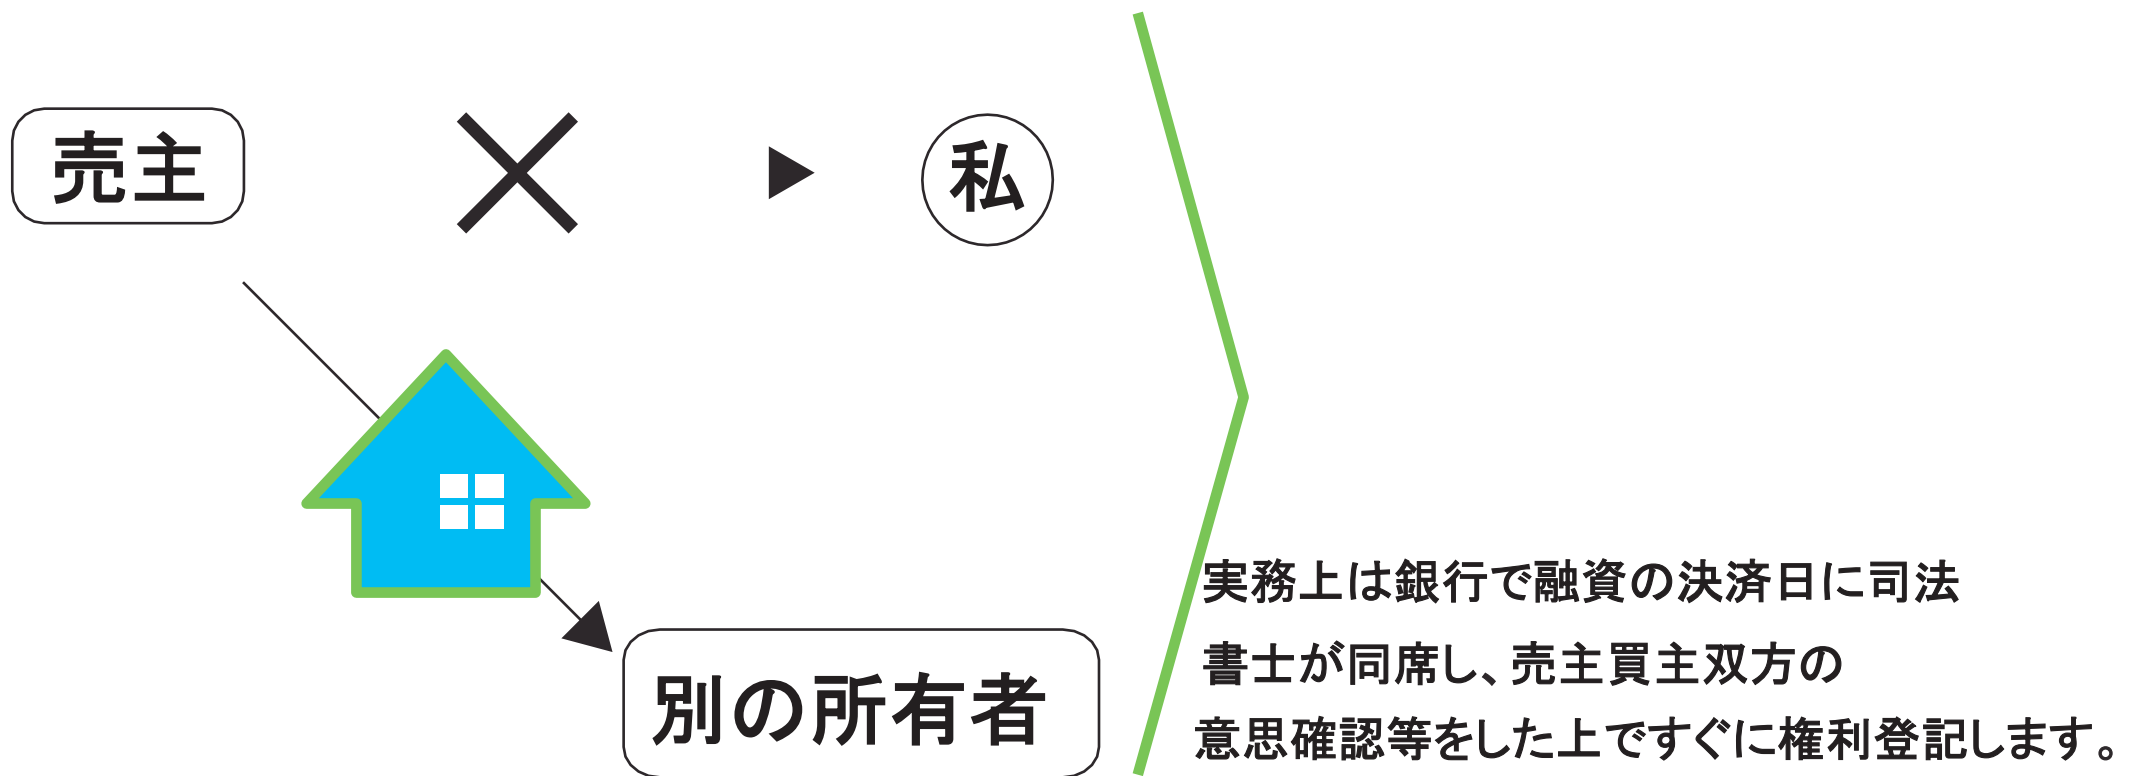 売主
私
別の所有者
実務上は銀行で融資の決済日に司法
書士が同席し、売主買主双方の
意思確認等をした上ですぐに権利登記します。